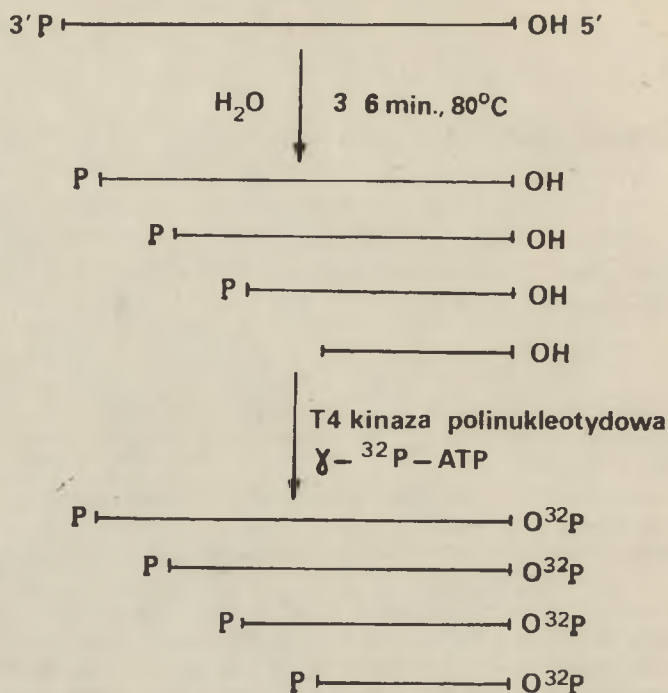 3′ P OH 5′
H₂O 3 6 min., 80°C
P OH
P OH
P OH
OH
T4 kinaza polinukleotydowa
γ– ³²P–ATP
P O³²P
P O³²P
P O³²P
P O³²P